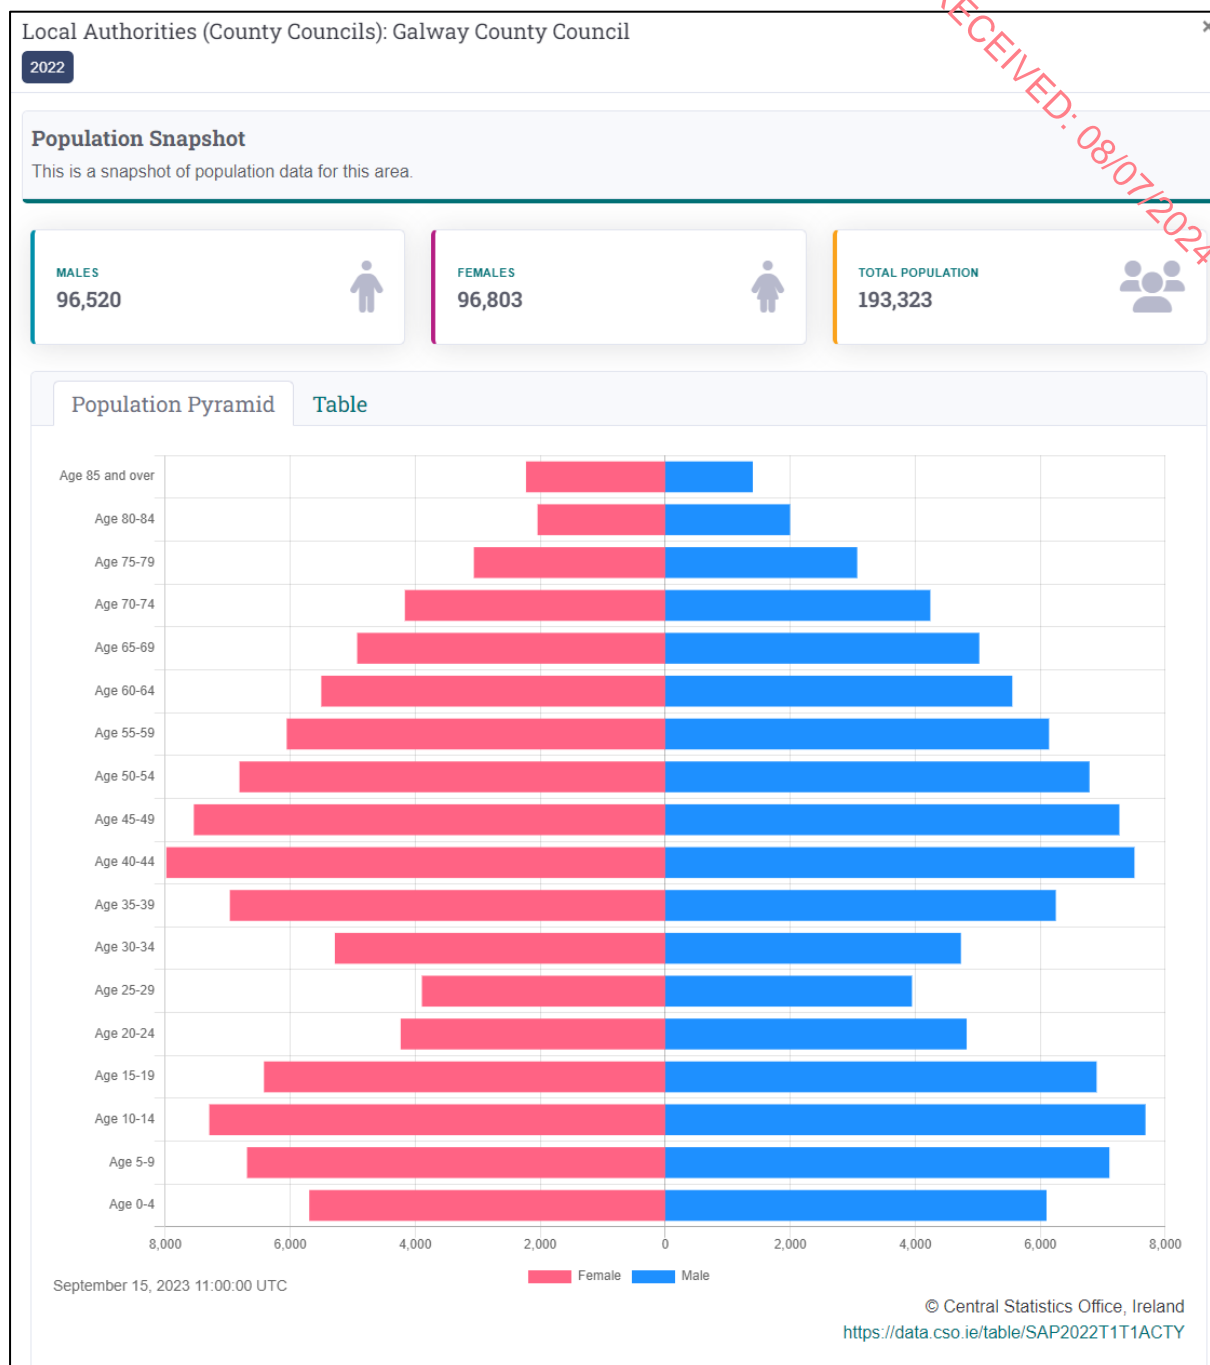 Local Authorities (County Councils): Galway County Council
×
2022
RECEIVED: 08/07/2024
Population Snapshot
This is a snapshot of population data for this area.
MALES
96,520
FEMALES
96,803
TOTAL POPULATION
193,323
Population Pyramid
Table
Age 85 and over
Age 80-84
Age 75-79
Age 70-74
Age 65-69
Age 60-64
Age 55-59
Age 50-54
Age 45-49
Age 40-44
Age 35-39
Age 30-34
Age 25-29
Age 20-24
Age 15-19
Age 10-14
Age 5-9
Age 0-4
8,000 6,000 4,000 2,000 0 2,000 4,000 6,000 8,000
Female Male
September 15, 2023 11:00:00 UTC
© Central Statistics Office, Ireland
https://data.cso.ie/table/SAP2022T1T1ACTY